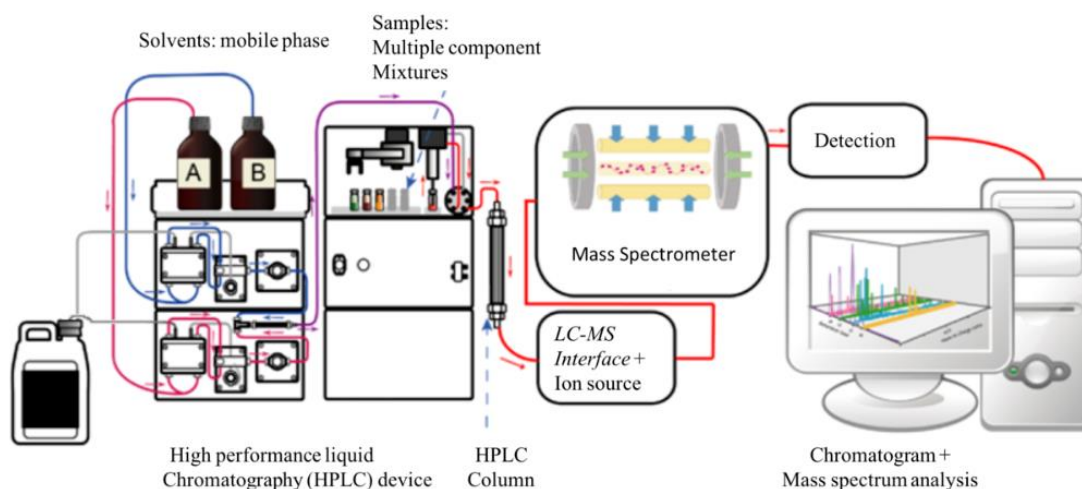 Solvents: mobile phase
Samples:
Multiple component
Mixtures
A
B
Mass Spectrometer
Detection
LC-MS
Interface +
Ion source
High performance liquid
Chromatography (HPLC) device
HPLC
Column
Chromatogram +
Mass spectrum analysis